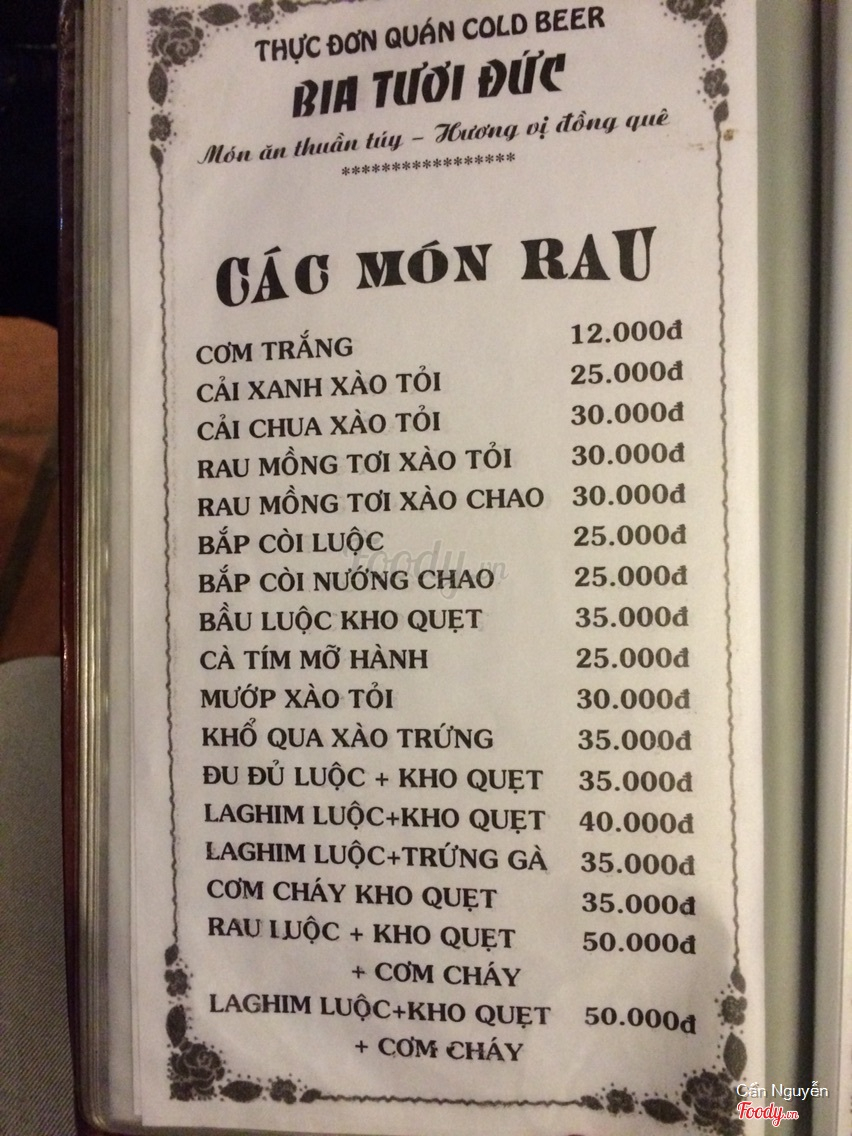 THỰC ĐƠN QUÁN COLD BEER
BIA TƯƠI ĐỨC
Món ăn thuần túy – Hương vị đồng quê
*****************
CÁC MÓN RAU
CƠM TRẮNG 12.000đ
CẢI XANH XÀO TỎI 25.000đ
CẢI CHUA XÀO TỎI 30.000đ
RAU MỒNG TƠI XÀO TỎI 30.000đ
RAU MỒNG TƠI XÀO CHAO 30.000đ
BẮP CÒI LUỘC 25.000đ
BẮP CÒI NƯỚNG CHAO 25.000đ
BẦU LUỘC KHO QUẸT 35.000đ
CÀ TÍM MỠ HÀNH 25.000đ
MƯỚP XÀO TỎI 30.000đ
KHỔ QUA XÀO TRỨNG 35.000đ
ĐU ĐỦ LUỘC + KHO QUẸT 35.000đ
LAGHIM LUỘC+KHO QUẸT 40.000đ
LAGHIM LUỘC+TRỨNG GÀ 35.000đ
CƠM CHÁY KHO QUẸT 35.000đ
RAU LUỘC + KHO QUẸT 50.000đ
+ CƠM CHÁY
LAGHIM LUỘC+KHO QUẸT 50.000đ
+ CƠM CHÁY
Foody.vn
Cấn Nguyễn
Foody.vn